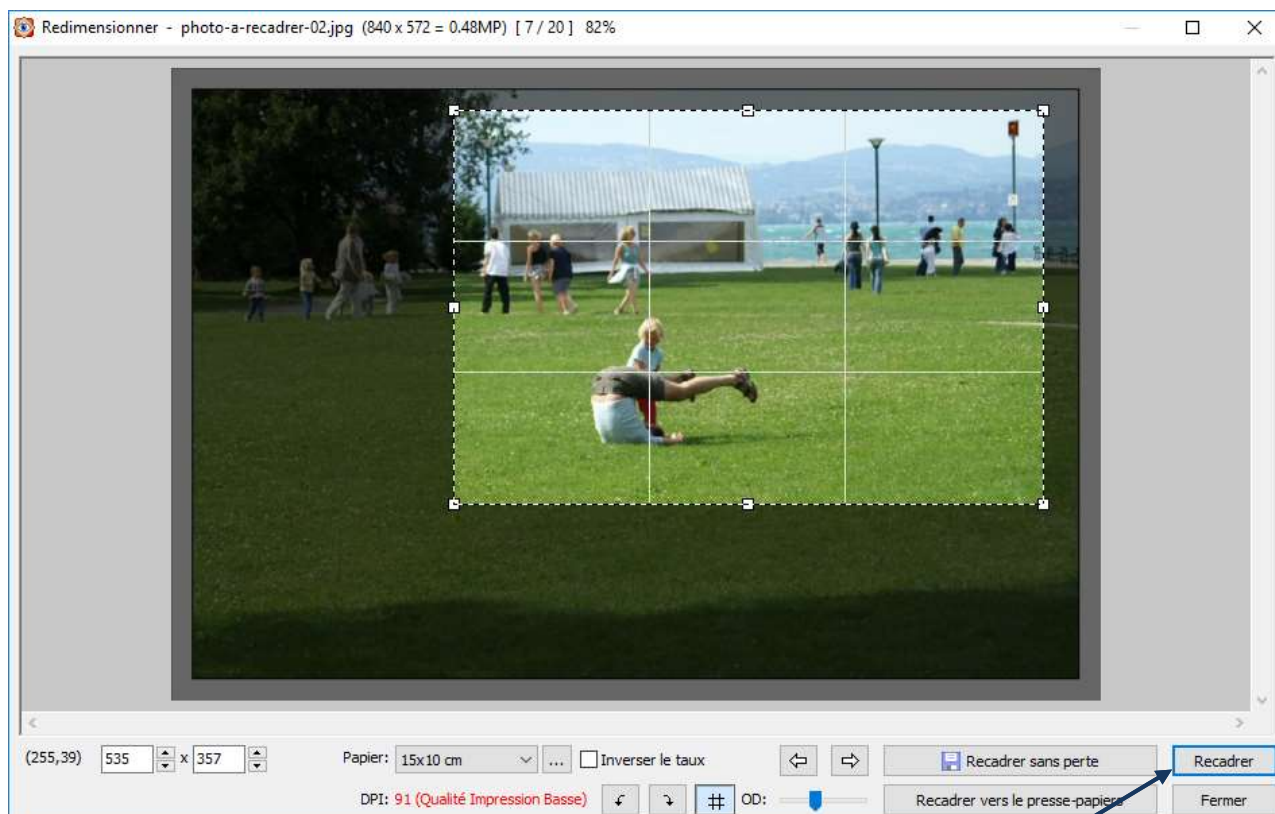 Redimensionner - photo-a-recadrer-02.jpg (840 x 572 = 0.48MP) [ 7 / 20 ] 82%
(255,39) 535 x 357 Papier: 15x10 cm ... Inverser le taux Recadrer sans perte Recadrer
DPI: 91 (Qualité Impression Basse) OD: Recadrer vers le presse-papiers Fermer